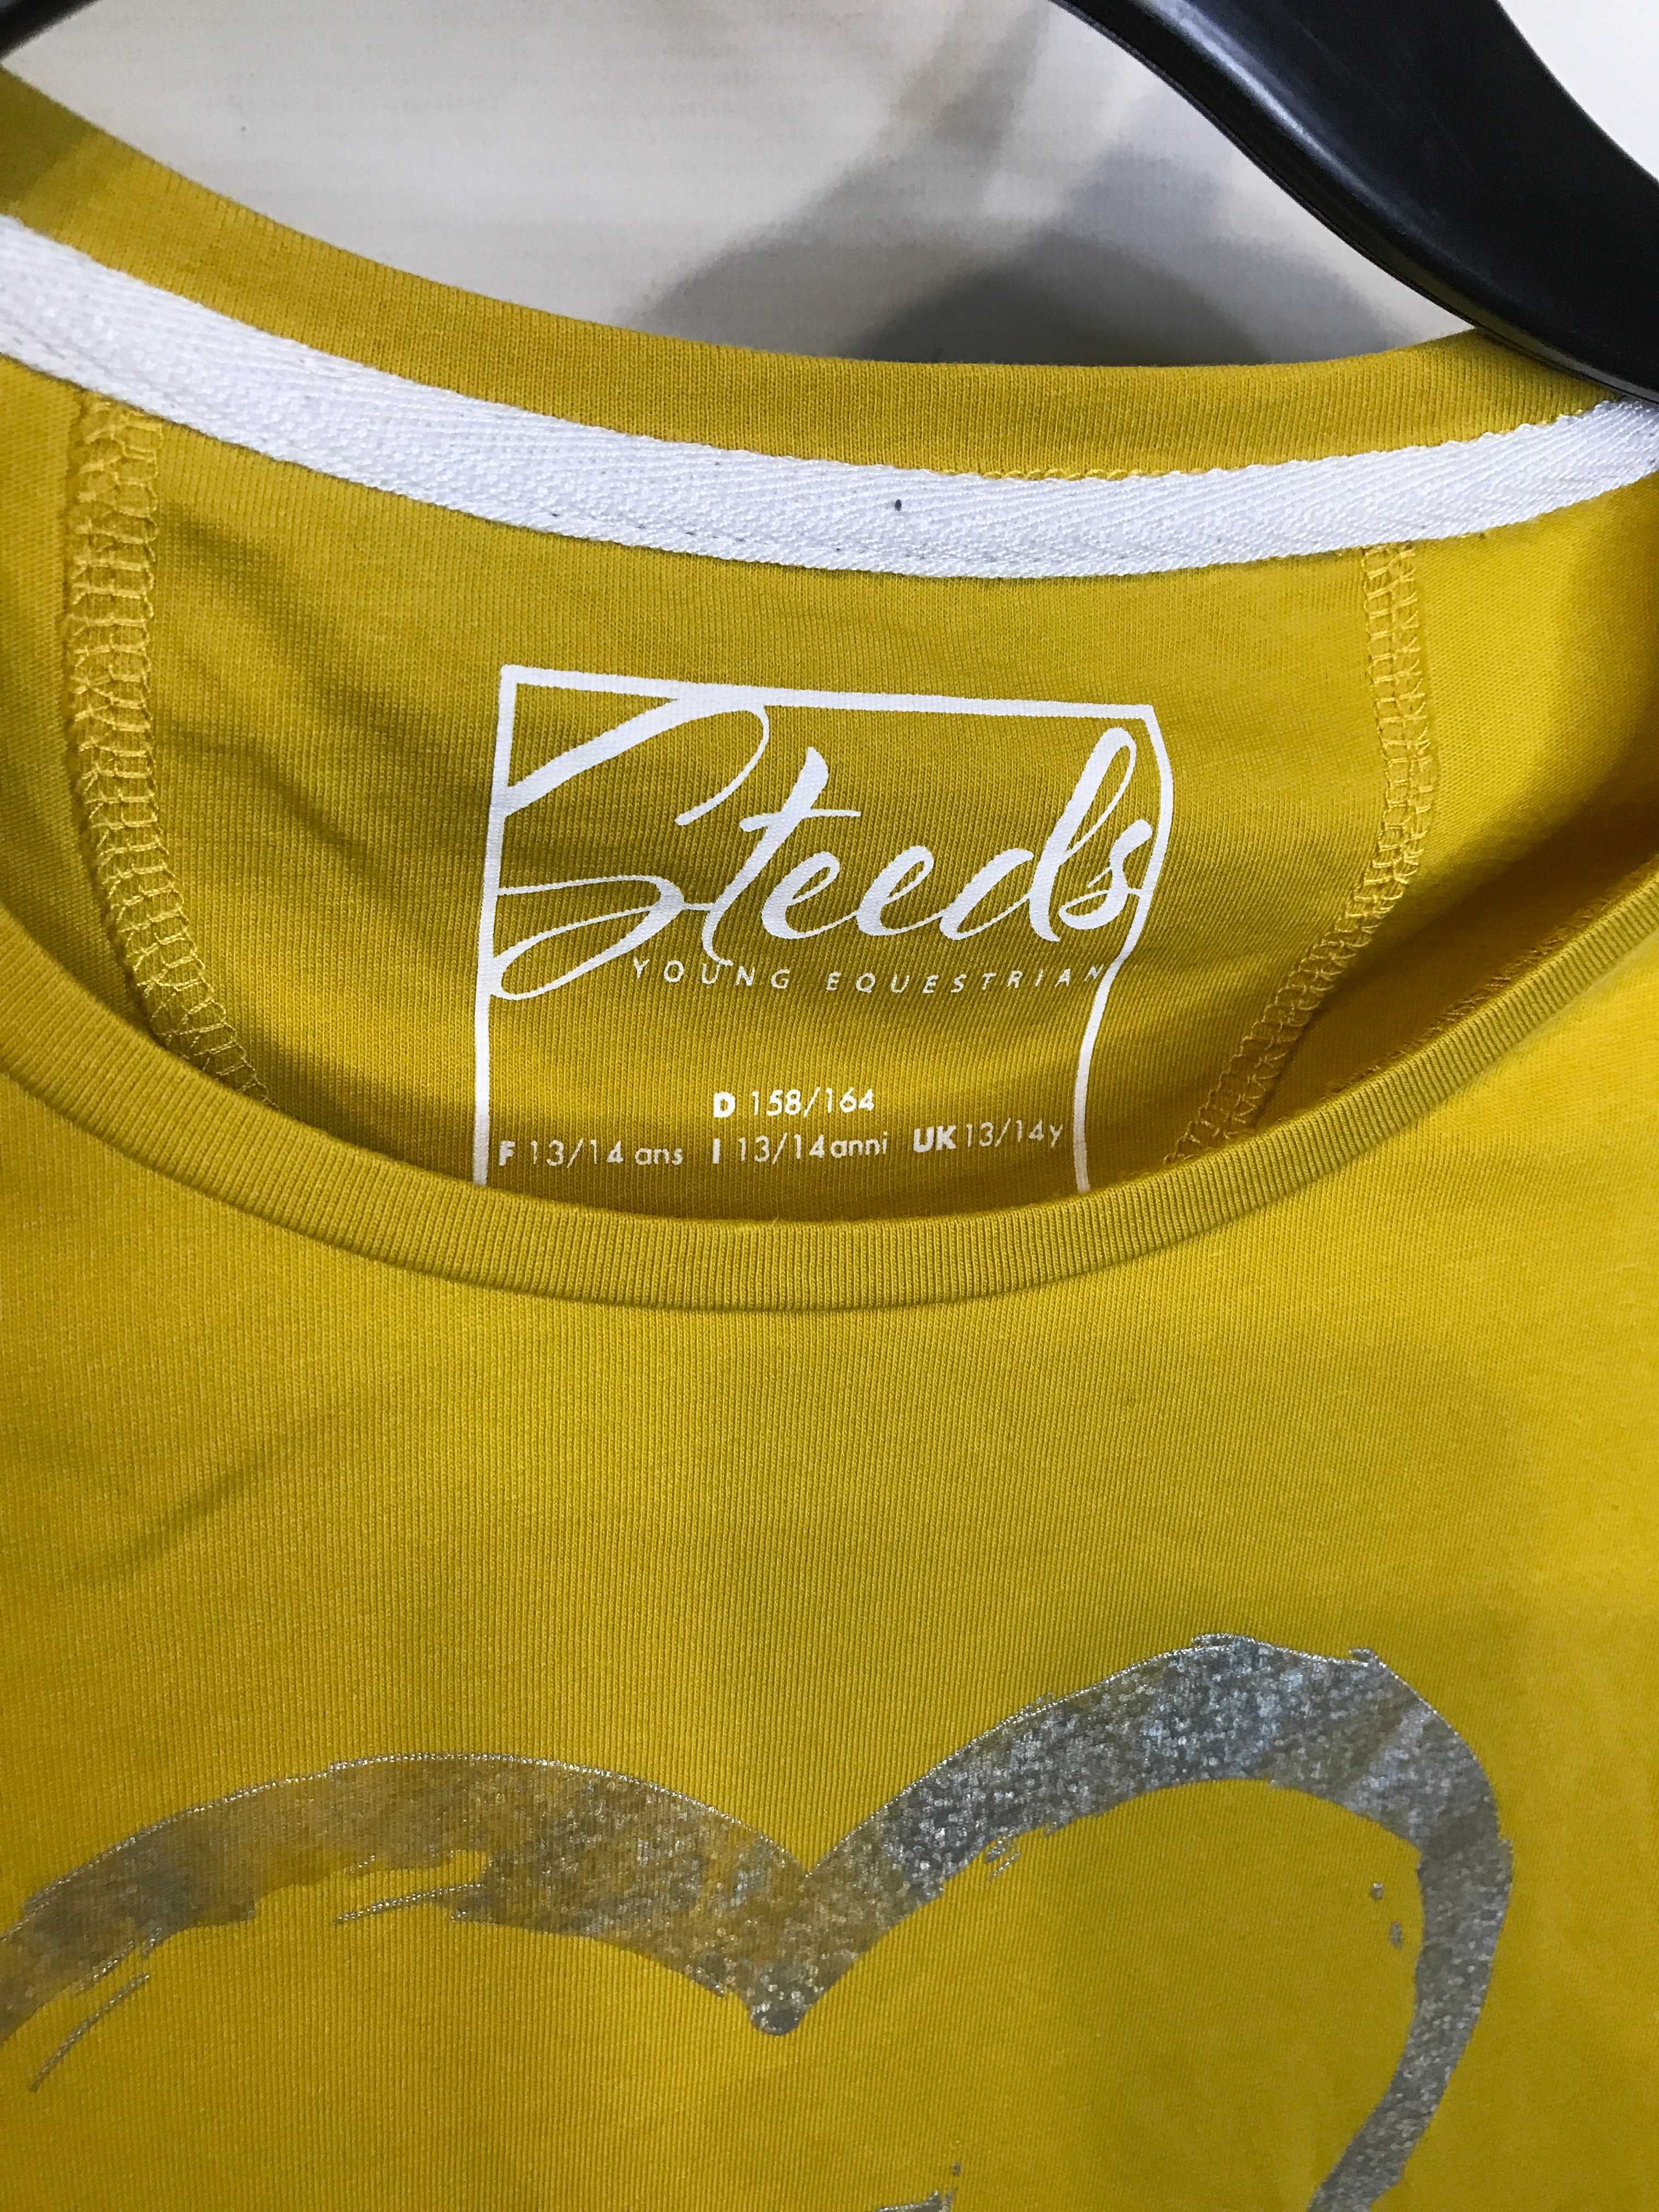 Steeds
YOUNG EQUESTRIAN
D 158/164
F 13/14 ans I 13/14 anni UK 13/14y